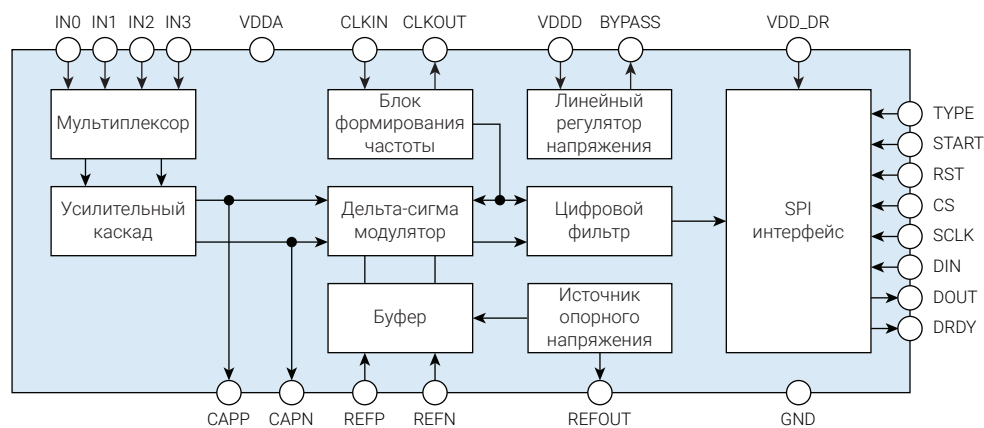 IN0 IN1 IN2 IN3 VDDA CLKIN CLKOUT VDDD BYPASS VDD_DR
Мультиплексор
Блок
формирования
частоты
Линейный
регулятор
напряжения
TYPE
START
RST
CS
SCLK
DIN
DOUT
DRDY
Усилительный
каскад
Дельта-сигма
модулятор
Цифровой
фильтр
SPI
интерфейс
Буфер
Источник
опорного
напряжения
CAPP CAPN REFP REFN REFOUT GND